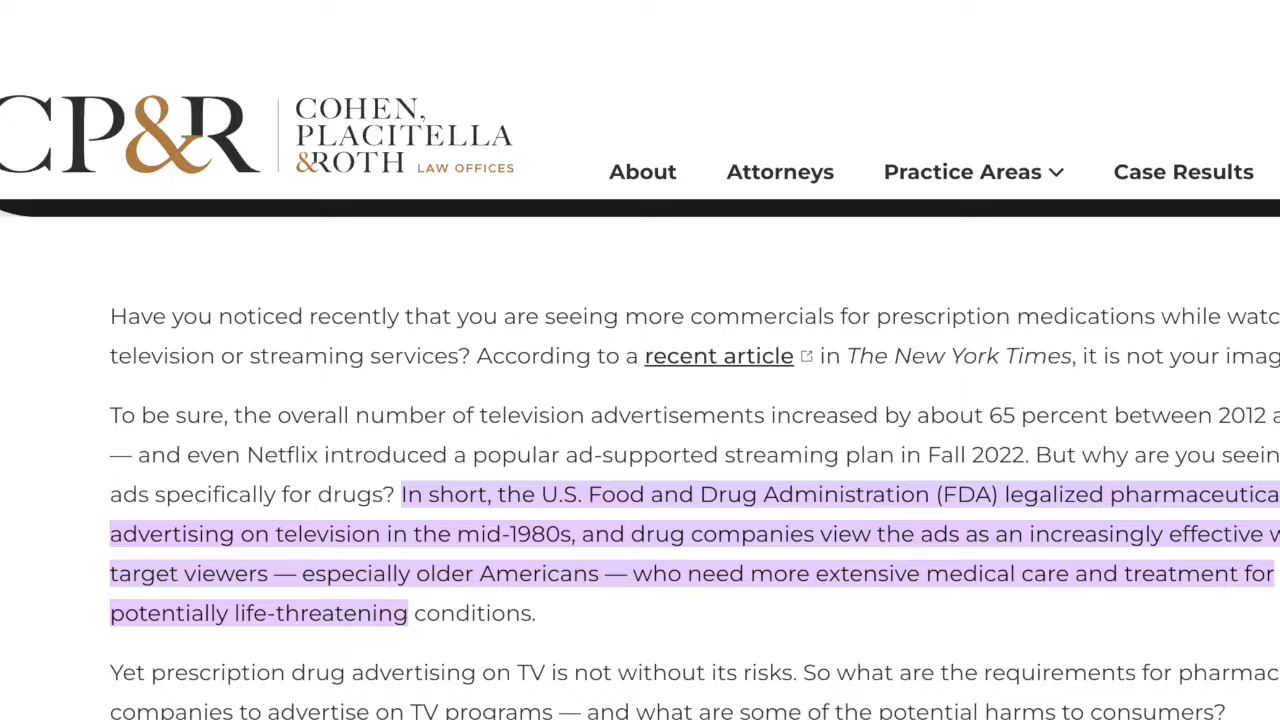 CP&R
COHEN,
PLACITELLA
&ROTH LAW OFFICES
About Attorneys Practice Areas Case Results
Have you noticed recently that you are seeing more commercials for prescription medications while
television or streaming services? According to a recent article in The New York Times, it is not your
To be sure, the overall number of television advertisements increased by about 65 percent between 2012
— and even Netflix introduced a popular ad-supported streaming plan in Fall 2022. But why are you
ads specifically for drugs? In short, the U.S. Food and Drug Administration (FDA) legalized
advertising on television in the mid-1980s, and drug companies view the ads as an increasingly effective
target viewers — especially older Americans — who need more extensive medical care and treatment for
potentially life-threatening conditions.
Yet prescription drug advertising on TV is not without its risks. So what are the requirements for
companies to advertise on TV programs — and what are some of the potential harms to consumers?